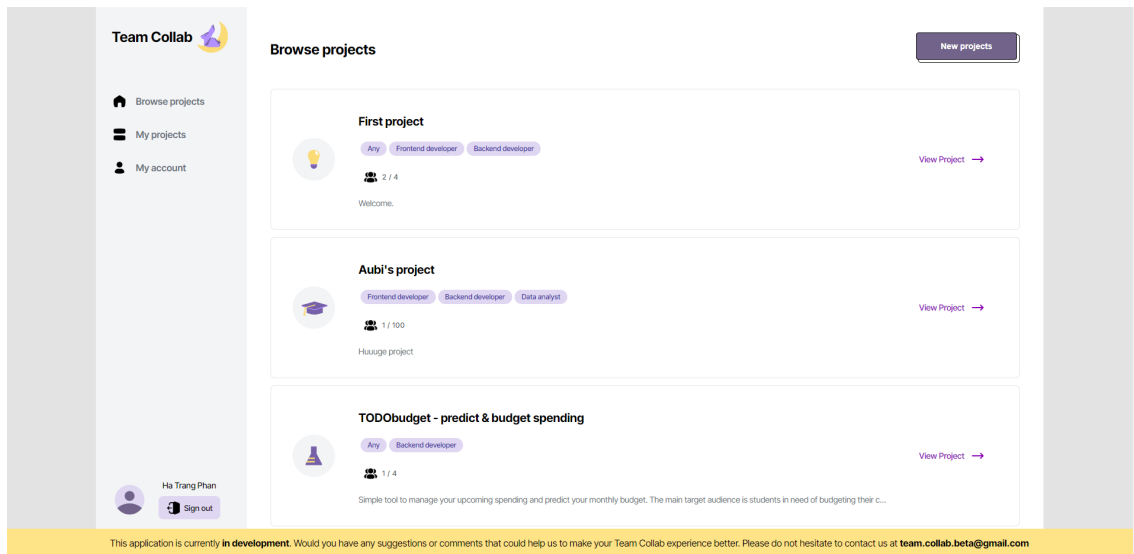 Team Collab
Browse projects
New projects
Browse projects
My projects
My account
First project
Any Frontend developer Backend developer
2 / 4
Welcome.
View Project
Aubi's project
Frontend developer Backend developer Data analyst
1 / 100
Huuuge project
View Project
TODObudget - predict & budget spending
Any Backend developer
1 / 4
Simple tool to manage your upcoming spending and predict your monthly budget. The main target audience is students in need of budgeting their c...
View Project
Ha Trang Phan
Sign out
This application is currently in development. Would you have any suggestions or comments that could help us to make your Team Collab experience better. Please do not hesitate to contact us at team.collab.beta@gmail.com